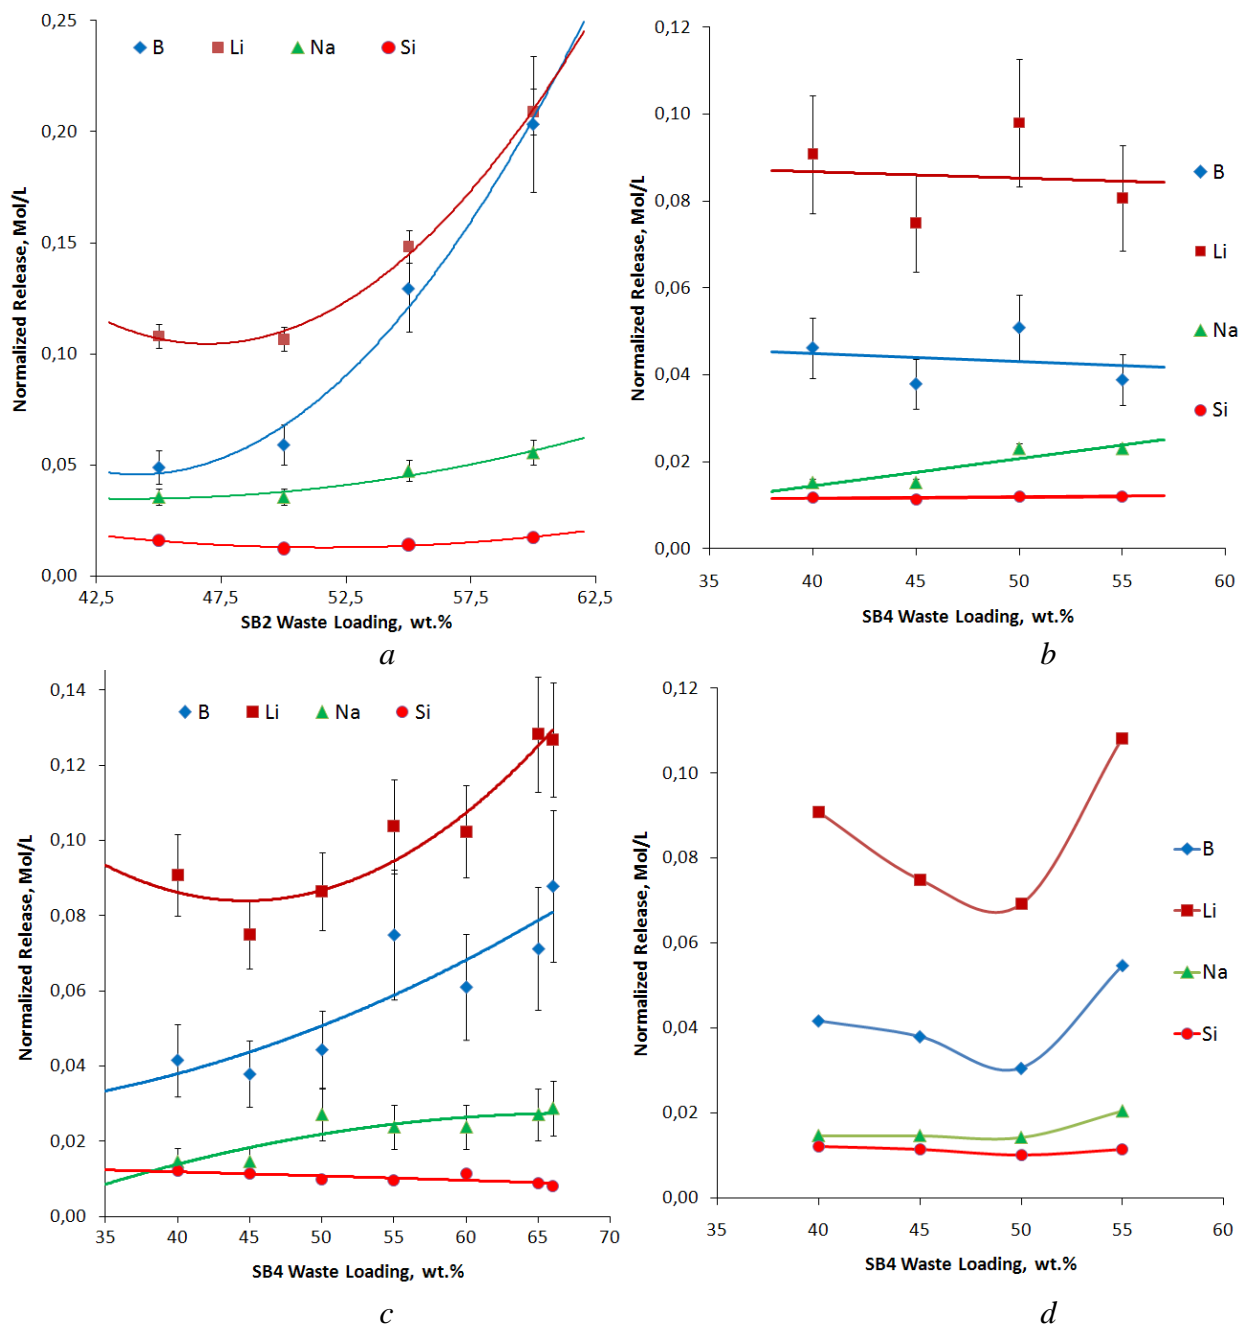 0,25
B Li Na Si
0,20
0,15
0,10
0,05
0,00
Normalized Release, Mol/L
42,5 47,5 52,5 57,5 62,5
SB2 Waste Loading, wt.%
a
0,12
0,10
0,08
0,06
0,04
0,02
0,00
Normalized Release, Mol/L
B
Li
Na
Si
35 40 45 50 55 60
SB4 Waste Loading, wt.%
b
0,14
B Li Na Si
0,12
0,10
0,08
0,06
0,04
0,02
0,00
Normalized Release, Mol/L
35 40 45 50 55 60 65 70
SB4 Waste Loading, wt.%
c
0,12
0,10
0,08
0,06
0,04
0,02
0,00
Normalized Release, Mol/L
B
Li
Na
Si
35 40 45 50 55 60
SB4 Waste Loading, wt.%
d